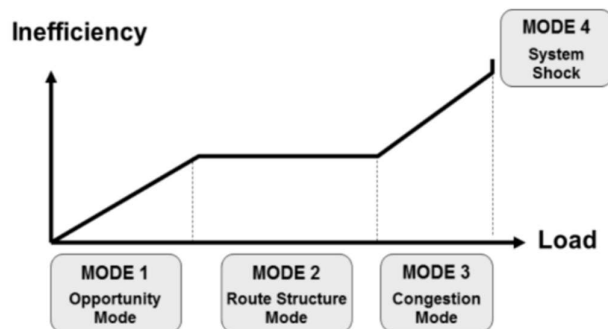 Inefficiency
MODE 4
System
Shock
Load
MODE 1
Opportunity
Mode
MODE 2
Route Structure
Mode
MODE 3
Congestion
Mode